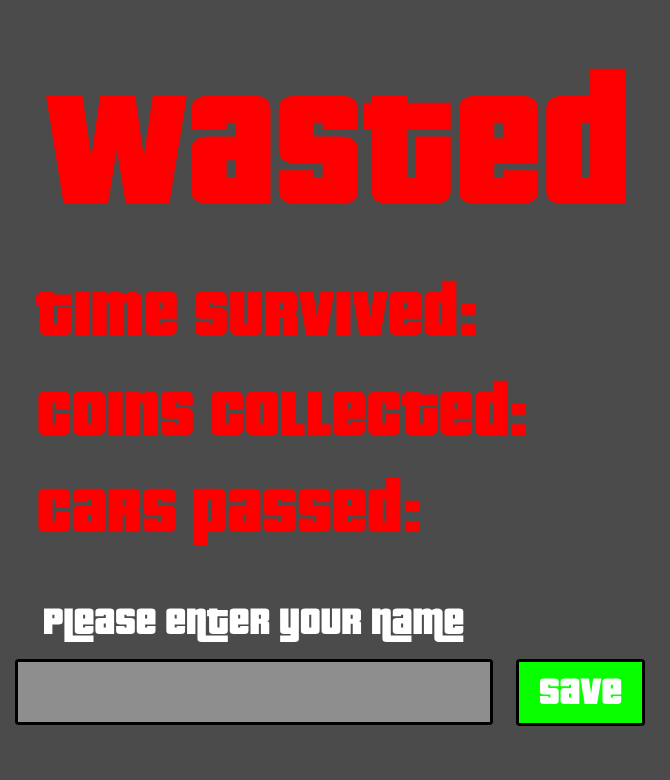 wasted
time survived:
coins collected:
cars passed:
Please enter your name
save